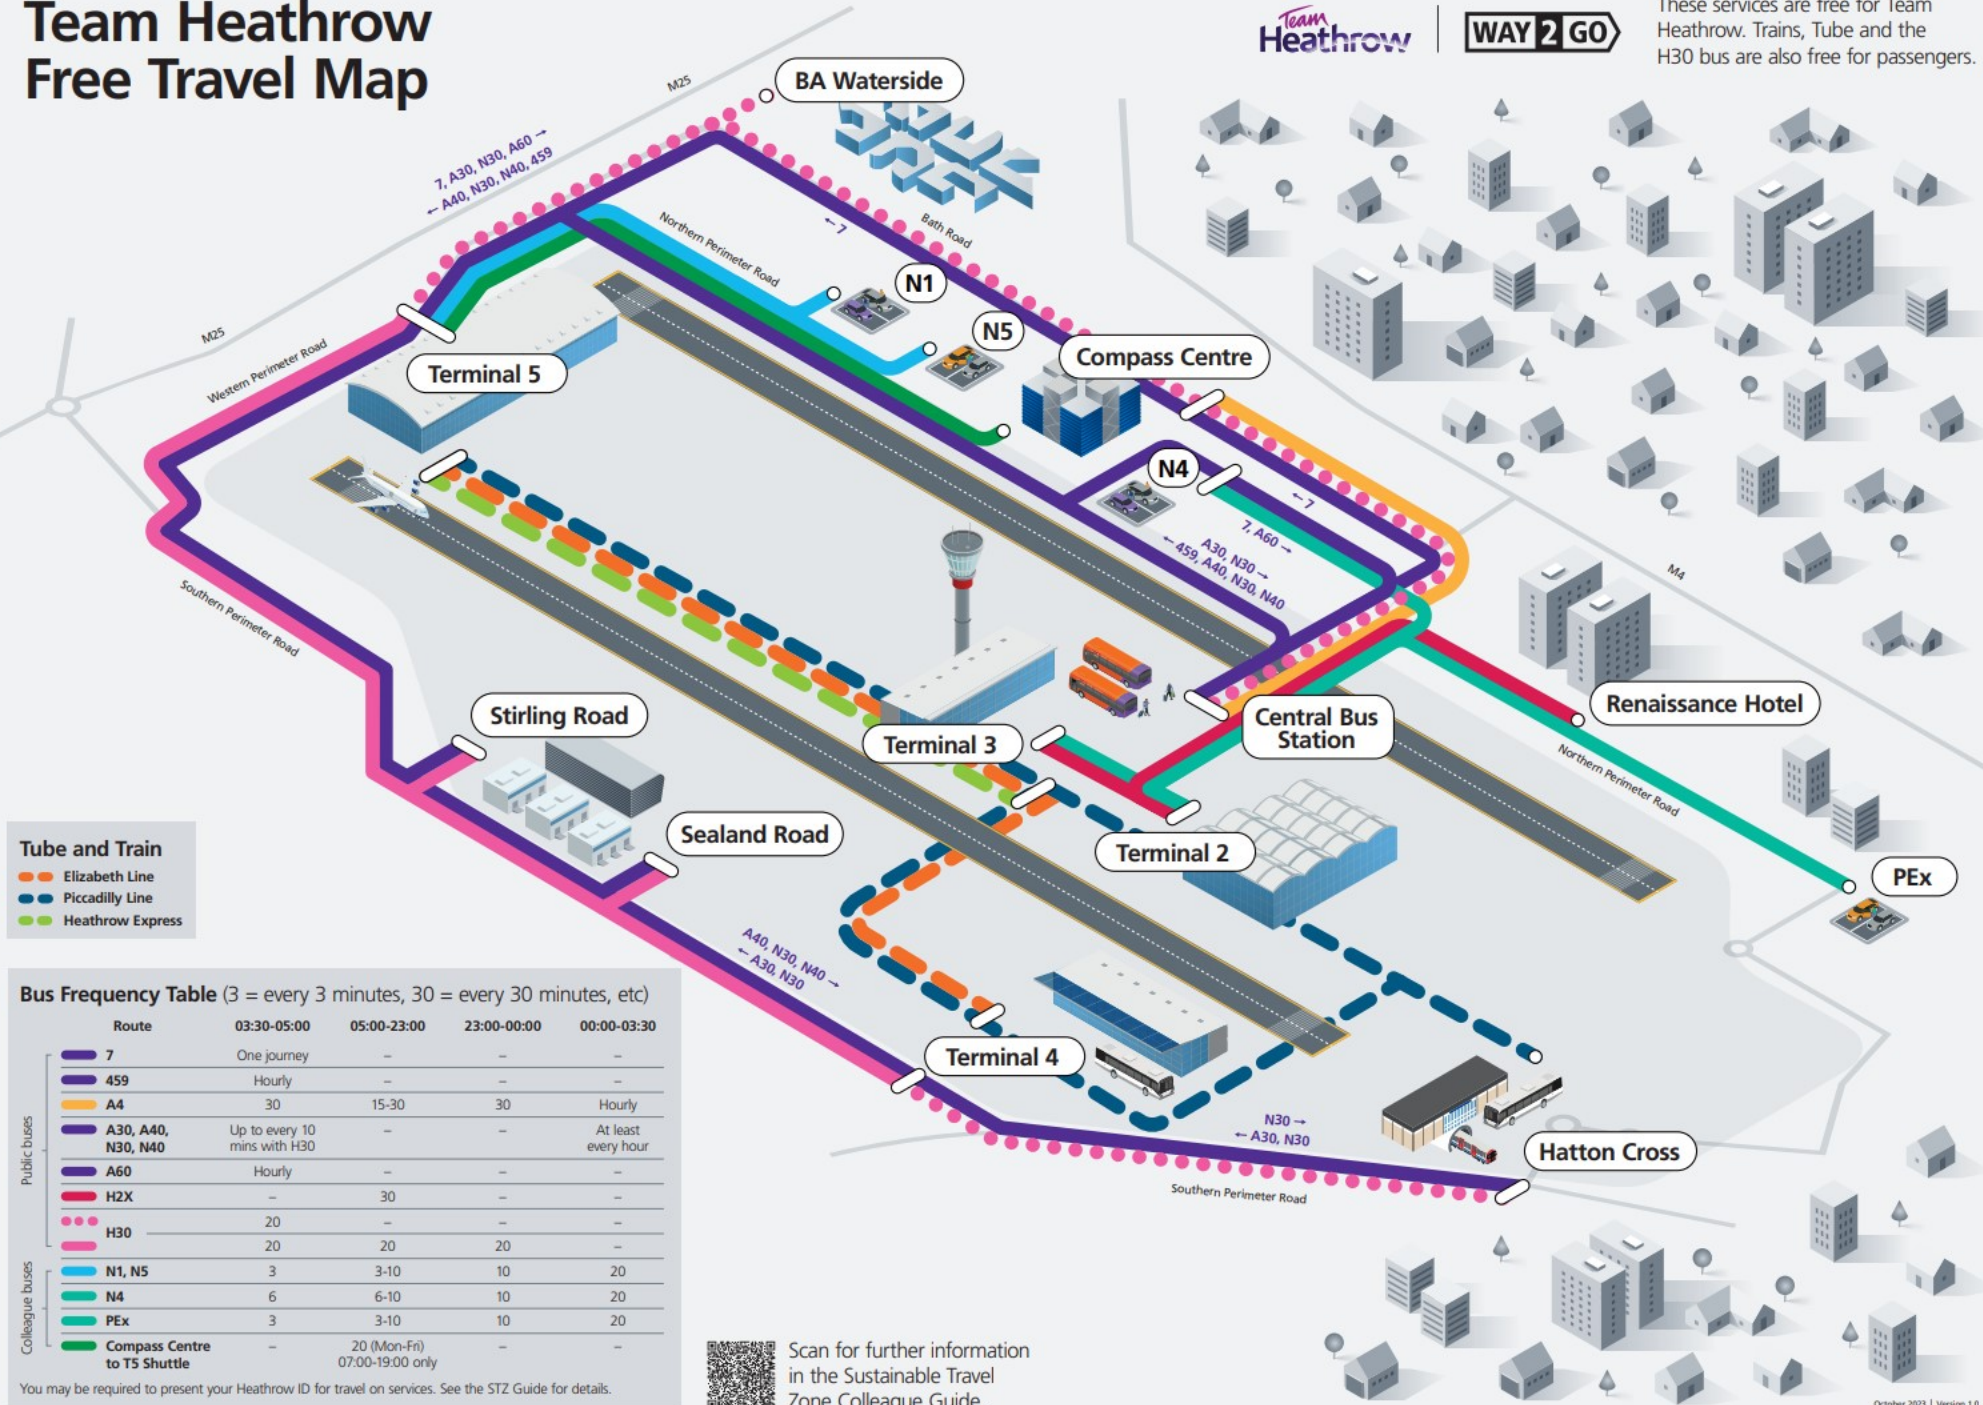 Team Heathrow
Free Travel Map
Team
Heathrow
WAY 2 GO
These services are free for Team
Heathrow. Trains, Tube and the
H30 bus are also free for passengers.
BA Waterside
M25
7, A30, N30, A60 →
← A40, N30, N40, 459
Northern Perimeter Road
← 7
Bath Road
N1
N5
Compass Centre
M25
Western Perimeter Road
Terminal 5
N4
← 7
7, A60 →
A30, N30 →
← 459, A40, N30, N40
M4
Southern Perimeter Road
Stirling Road
Terminal 3
Central Bus
Station
Renaissance Hotel
Northern Perimeter Road
Sealand Road
Terminal 2
PEx
Tube and Train
Elizabeth Line
Piccadilly Line
Heathrow Express
A40, N30, N40 →
← A30, N30
Terminal 4
N30 →
← A30, N30
Hatton Cross
Southern Perimeter Road
Bus Frequency Table (3 = every 3 minutes, 30 = every 30 minutes, etc)
Route 03:30-05:00 05:00-23:00 23:00-00:00 00:00-03:30
Public buses
7 One journey – – –
459 Hourly – – –
A4 30 15-30 30 Hourly
A30, A40, Up to every 10 – – At least
N30, N40 mins with H30 every hour
A60 Hourly – – –
H2X – 30 – –
20 – – –
H30
20 20 20 –
Colleague buses
N1, N5 3 3-10 10 20
N4 6 6-10 10 20
PEx 3 3-10 10 20
Compass Centre – 20 (Mon-Fri) – –
to T5 Shuttle 07:00-19:00 only
You may be required to present your Heathrow ID for travel on services. See the STZ Guide for details.
Scan for further information
in the Sustainable Travel
Zone Colleague Guide
October 2023 | Version 1.0